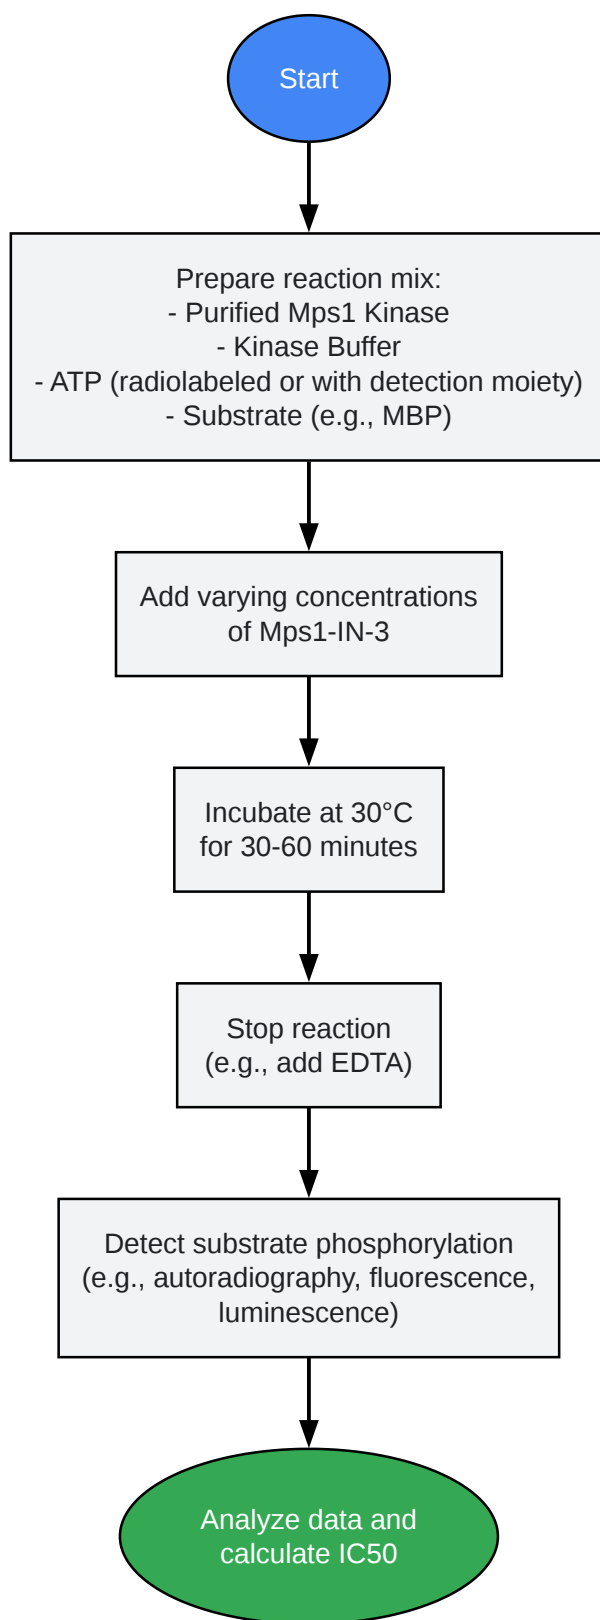 Start
Prepare reaction mix:
- Purified Mps1 Kinase
- Kinase Buffer
- ATP (radiolabeled or with detection moiety)
- Substrate (e.g., MBP)
Add varying concentrations
of Mps1-IN-3
Incubate at 30°C
for 30-60 minutes
Stop reaction
(e.g., add EDTA)
Detect substrate phosphorylation
(e.g., autoradiography, fluorescence,
luminescence)
Analyze data and
calculate IC50